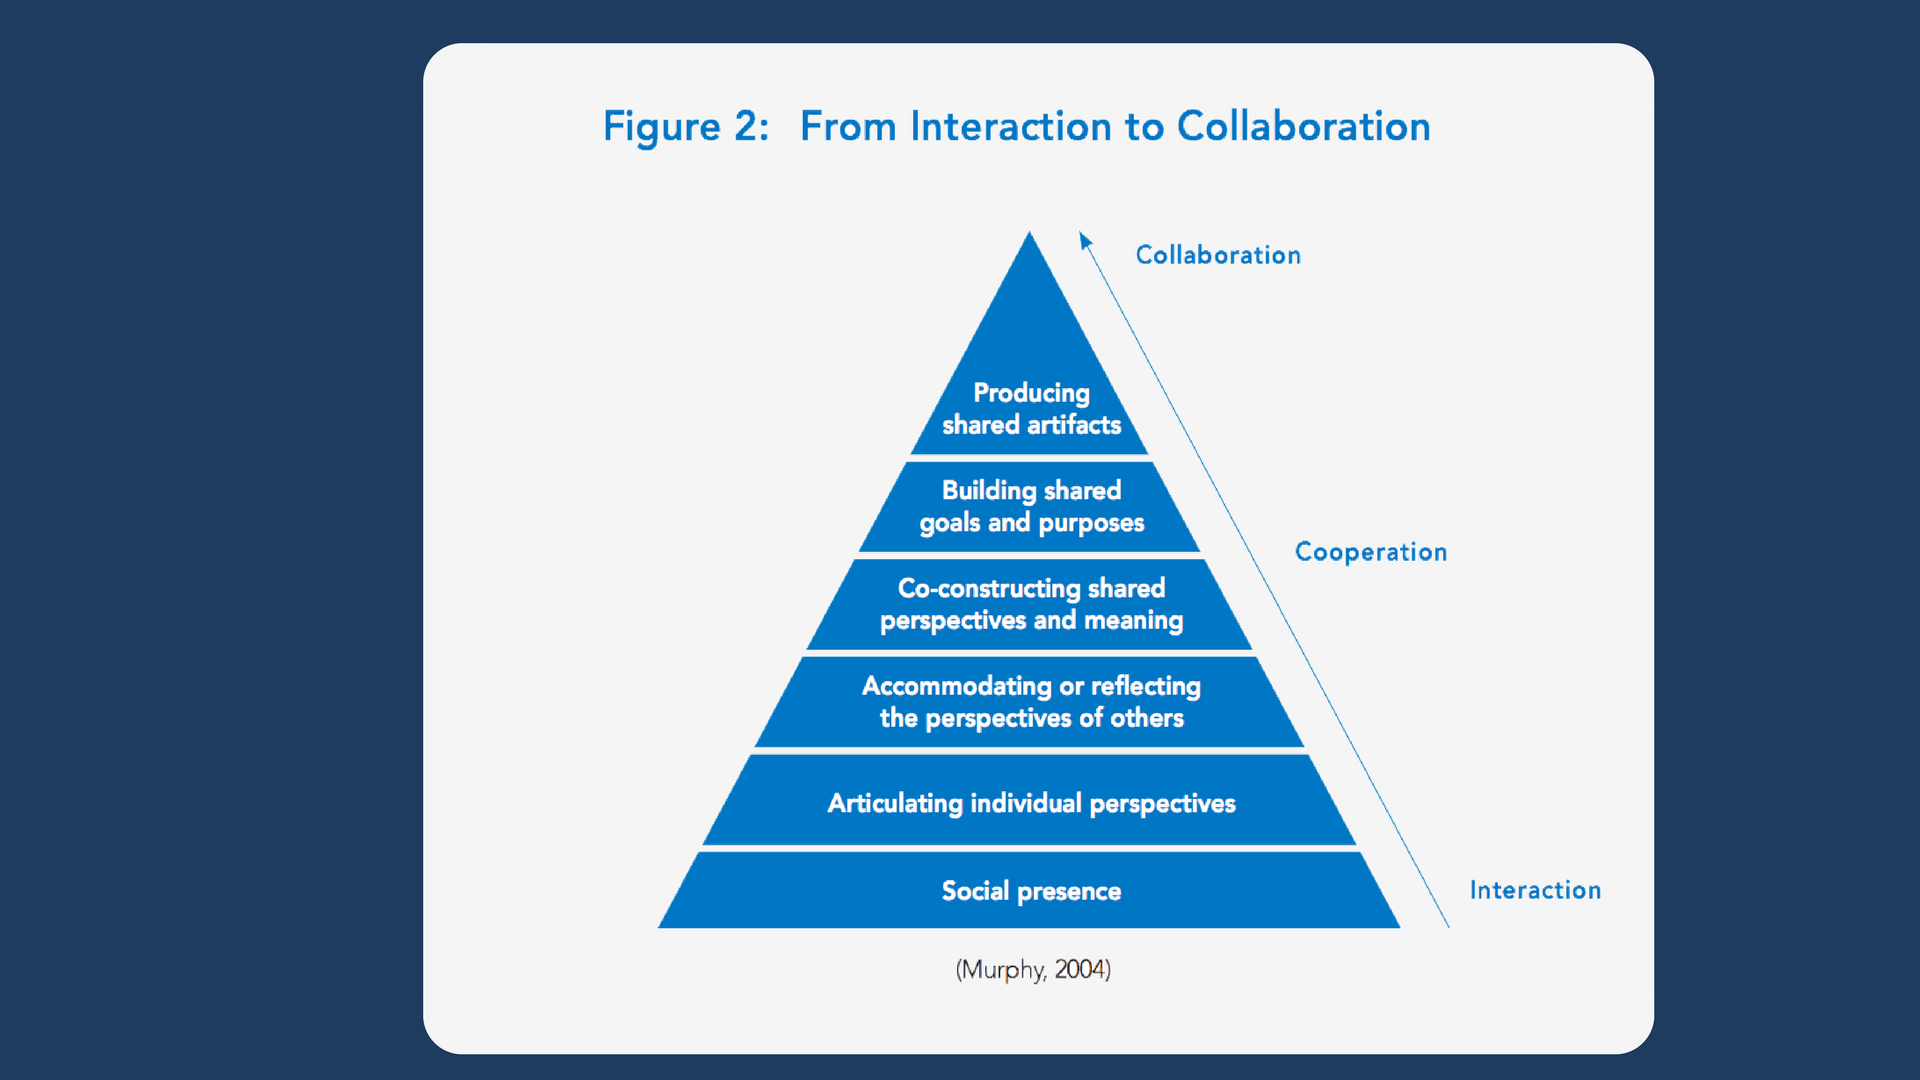 Figure 2: From Interaction to Collaboration
Collaboration
Producing
shared artifacts
Building shared
goals and purposes
Cooperation
Co-constructing shared
perspectives and meaning
Accommodating or reflecting
the perspectives of others
Articulating individual perspectives
Social presence
Interaction
(Murphy, 2004)